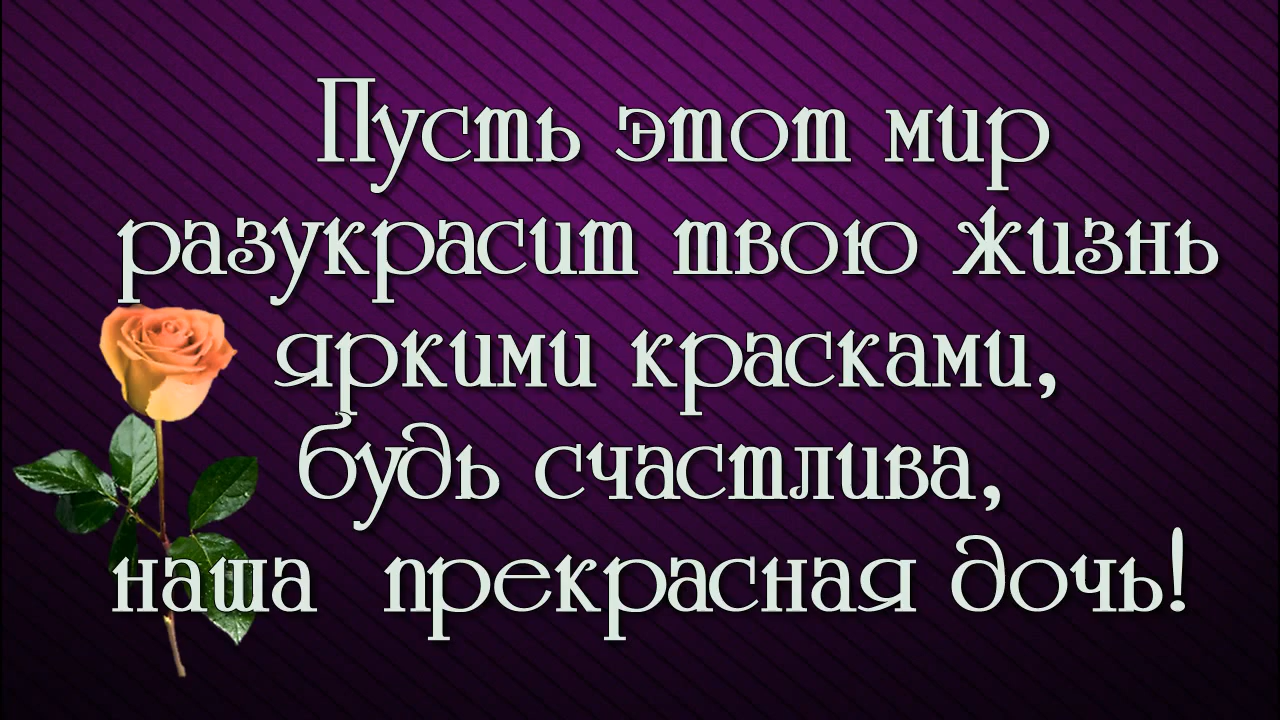 Пусть этот мир
разукрасит твою жизнь
яркими красками,
будь счастлива,
наша прекрасная дочь!